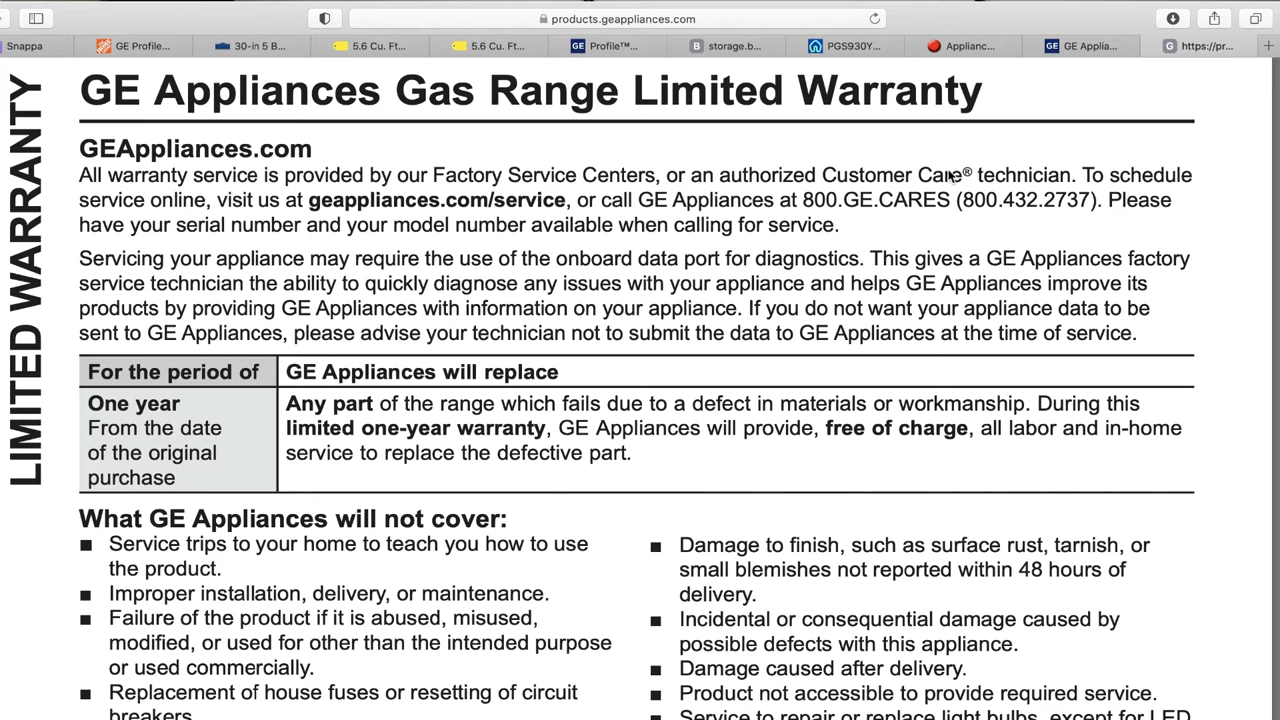 products.geappliances.com
Snappa
GE Profile...
30-in 5 B...
5.6 Cu. Ft...
5.6 Cu. Ft...
GE
Profile™...
B
storage.b...
PGS930Y...
Applianc...
GE
GE Applia...
G
https://pr...
LIMITED WARRANTY
GE Appliances Gas Range Limited Warranty
GEAppliances.com
All warranty service is provided by our Factory Service Centers, or an authorized Customer Care® technician. To schedule
service online, visit us at geappliances.com/service, or call GE Appliances at 800.GE.CARES (800.432.2737). Please
have your serial number and your model number available when calling for service.
Servicing your appliance may require the use of the onboard data port for diagnostics. This gives a GE Appliances factory
service technician the ability to quickly diagnose any issues with your appliance and helps GE Appliances improve its
products by providing GE Appliances with information on your appliance. If you do not want your appliance data to be
sent to GE Appliances, please advise your technician not to submit the data to GE Appliances at the time of service.
For the period of
GE Appliances will replace
One year
From the date
of the original
purchase
Any part of the range which fails due to a defect in materials or workmanship. During this
limited one-year warranty, GE Appliances will provide, free of charge, all labor and in-home
service to replace the defective part.
What GE Appliances will not cover:
■ Service trips to your home to teach you how to use
the product.
■ Improper installation, delivery, or maintenance.
■ Failure of the product if it is abused, misused,
modified, or used for other than the intended purpose
or used commercially.
■ Replacement of house fuses or resetting of circuit
breakers.
■ Damage to finish, such as surface rust, tarnish, or
small blemishes not reported within 48 hours of
delivery.
■ Incidental or consequential damage caused by
possible defects with this appliance.
■ Damage caused after delivery.
■ Product not accessible to provide required service.
■ Service to repair or replace light bulbs, except for LED